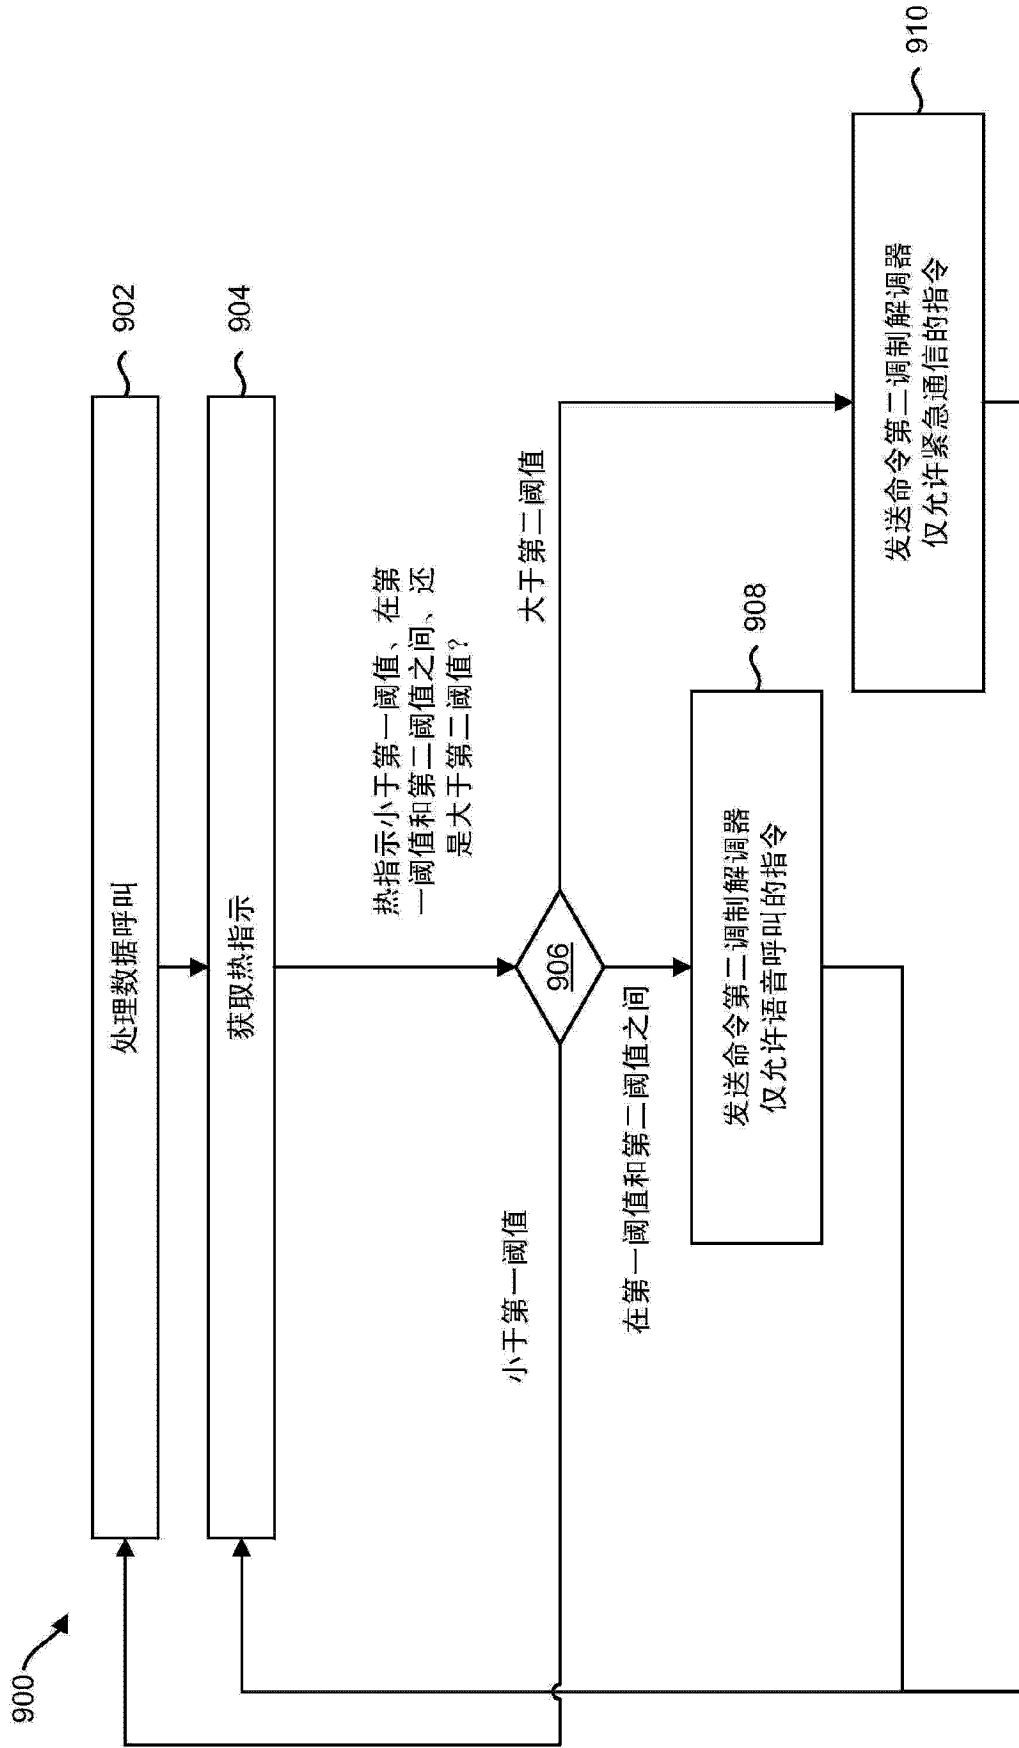 900
处理数据呼叫
902
获取热指示
904
热指示小于第一阈值、在第
一阈值和第二阈值之间、还
是大于第二阈值？
906
小于第一阈值
在第一阈值和第二阈值之间
大于第二阈值
发送命令第二调制解调器
仅允许语音呼叫的指令
908
发送命令第二调制解调器
仅允许紧急通信的指令
910